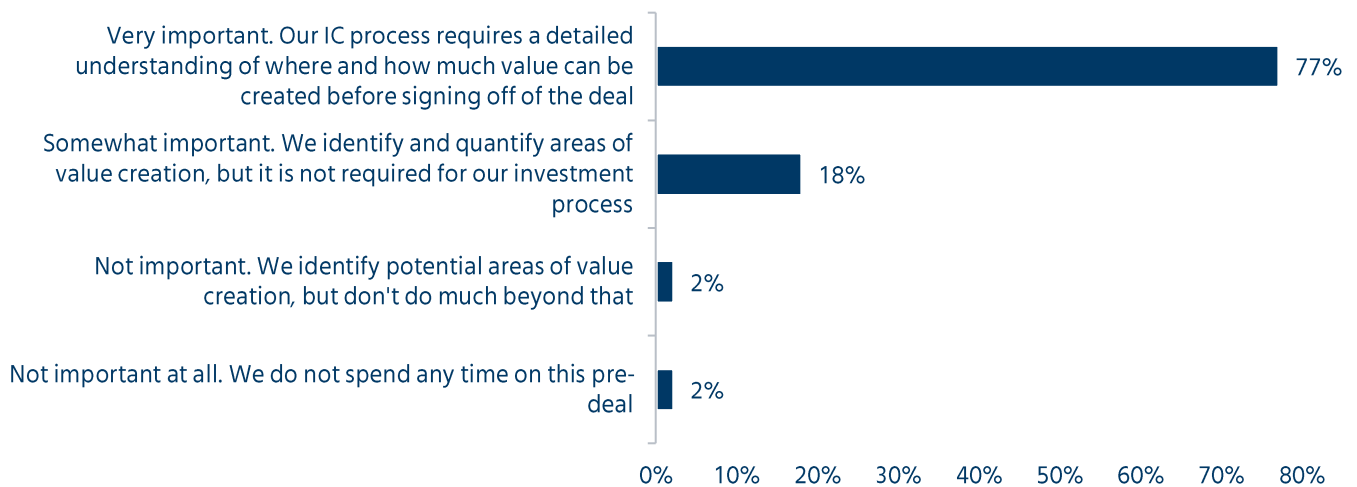 Very important. Our IC process requires a detailed
understanding of where and how much value can be
created before signing off of the deal
77%
Somewhat important. We identify and quantify areas of
value creation, but it is not required for our investment
process
18%
Not important. We identify potential areas of value
creation, but don't do much beyond that
2%
Not important at all. We do not spend any time on this pre-
deal
2%
0% 10% 20% 30% 40% 50% 60% 70% 80%